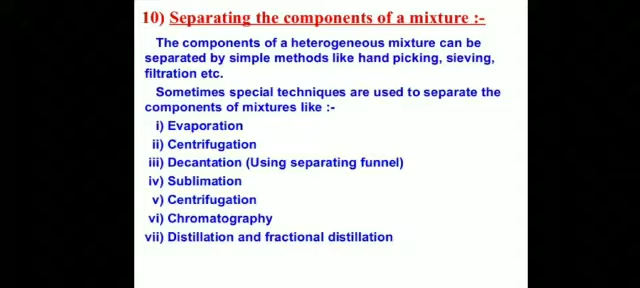 10) Separating the components of a mixture :-
The components of a heterogeneous mixture can be
separated by simple methods like hand picking, sieving,
filtration etc.
Sometimes special techniques are used to separate the
components of mixtures like :-
i) Evaporation
ii) Centrifugation
iii) Decantation (Using separating funnel)
iv) Sublimation
v) Centrifugation
vi) Chromatography
vii) Distillation and fractional distillation